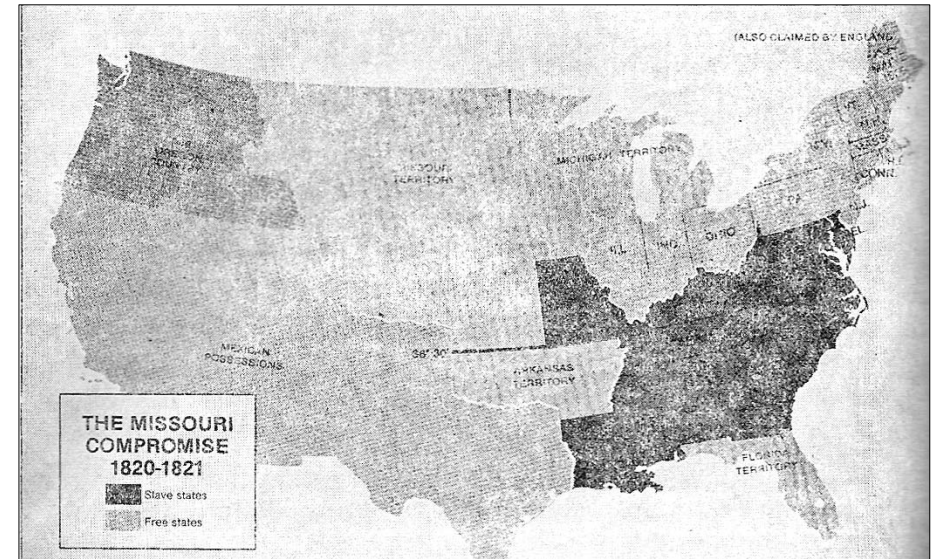 (ALSO CLAIMED BY ENGLAND
VT.
MASS.
CONN.
PA.
MICHIGAN TERRITORY
TERRITORY
ILL.
IND.
OHIO
N.J.
DEL.
36° 30'
MEXICAN
POSSESSIONS
ARKANSAS
TERRITORY
FLORIDA
TERRITORY
THE MISSOURI
COMPROMISE
1820-1821
Slave states
Free states